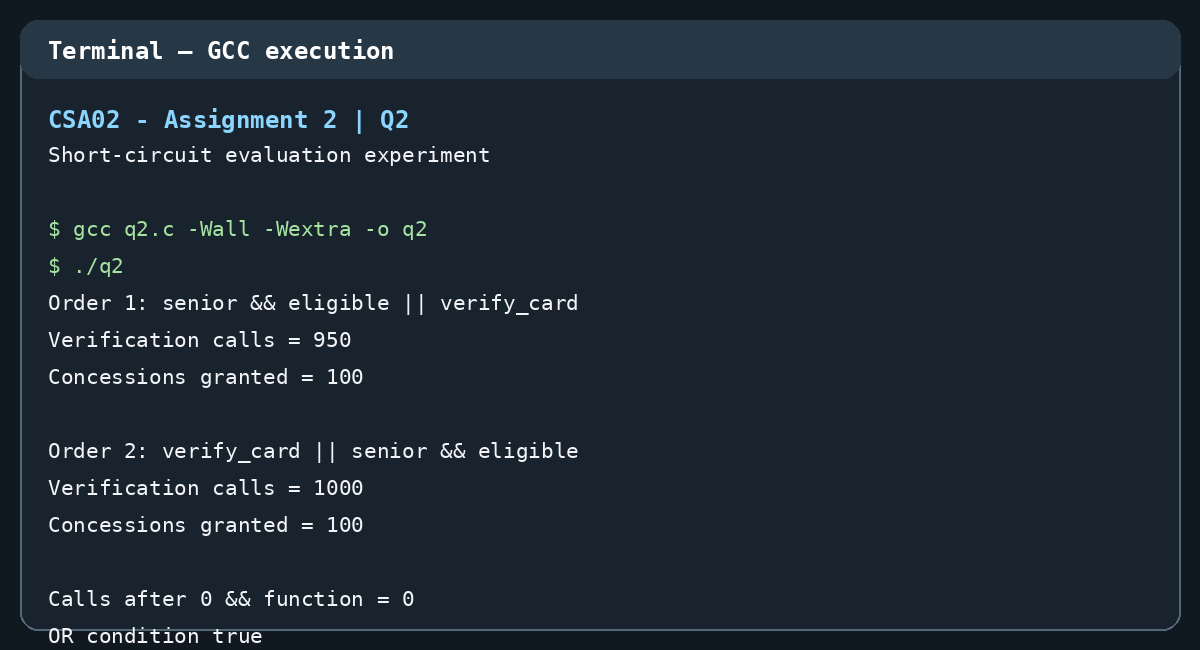 Terminal — GCC execution
CSA02 - Assignment 2 | Q2
Short-circuit evaluation experiment
$ gcc q2.c -Wall -Wextra -o q2
$ ./q2
Order 1: senior && eligible || verify_card
Verification calls = 950
Concessions granted = 100
Order 2: verify_card || senior && eligible
Verification calls = 1000
Concessions granted = 100
Calls after 0 && function = 0
OR condition true